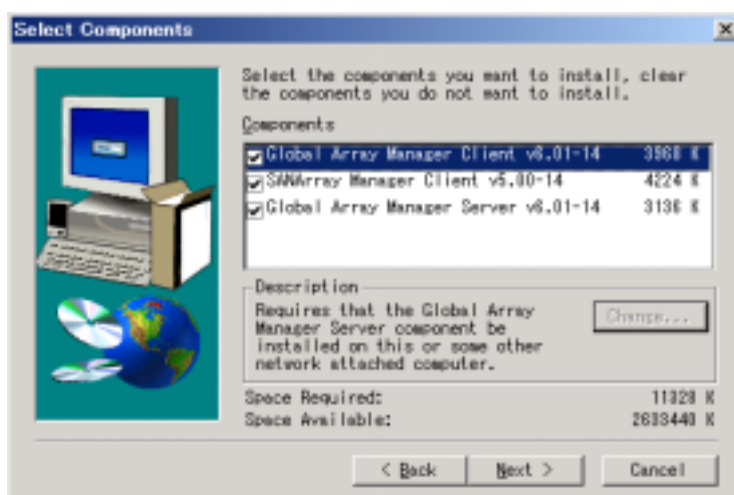 Select Components
Select the components you want to install, clear
the components you do not want to install.
Components
Global Array Manager Client v6.01-14 3968 K
SANArray Manager Client v5.00-14 4224 K
Global Array Manager Server v6.01-14 3136 K
Description
Requires that the Global Array
Manager Server component be
installed on this or some other
network attached computer.
Change...
Space Required: 11328 K
Space Available: 2633440 K
< Back
Next >
Cancel